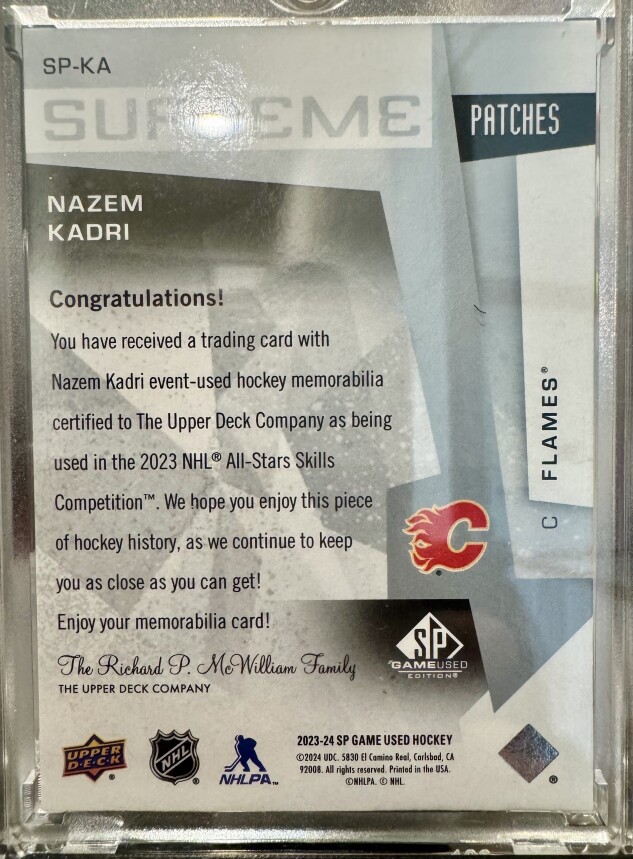 SP-KA
SUPREME
PATCHES
NAZEM
KADRI
Congratulations!
You have received a trading card with
Nazem Kadri event-used hockey memorabilia
certified to The Upper Deck Company as being
used in the 2023 NHL® All-Stars Skills
Competition™. We hope you enjoy this piece
of hockey history, as we continue to keep
you as close as you can get!
Enjoy your memorabilia card!
The Richard P. McWilliam Family
THE UPPER DECK COMPANY
C FLAMES®
C
SP
GAMEUSED
EDITION®
UPPER
DECK
®
NHL
®
NHLPA™
2023-24 SP GAME USED HOCKEY
©2024 UDC. 5830 El Camino Real, Carlsbad, CA
92008. All rights reserved. Printed in the USA.
©NHLPA. © NHL.
®